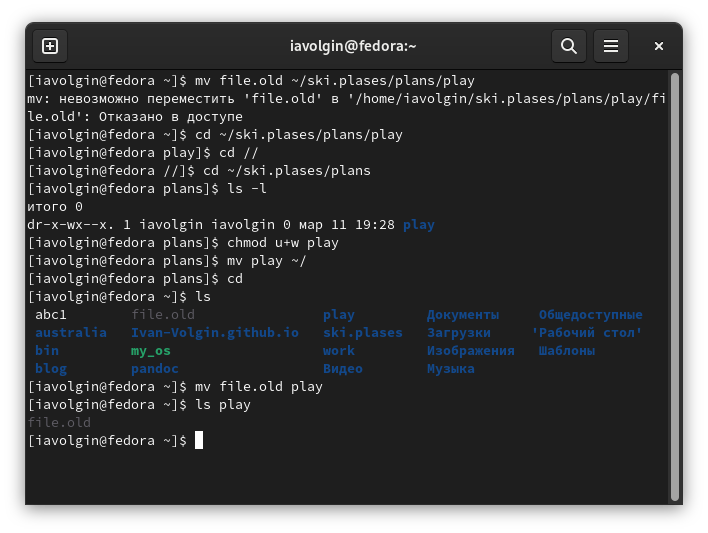 iavolgin@fedora:~
[iavolgin@fedora ~]$ mv file.old ~/ski.plases/plans/play
mv: невозможно переместить 'file.old' в '/home/iavolgin/ski.plases/plans/play/fi
le.old': Отказано в доступе
[iavolgin@fedora ~]$ cd ~/ski.plases/plans/play
[iavolgin@fedora play]$ cd //
[iavolgin@fedora //]$ cd ~/ski.plases/plans
[iavolgin@fedora plans]$ ls -l
итого 0
dr-x-wx--x. 1 iavolgin iavolgin 0 мар 11 19:28 play
[iavolgin@fedora plans]$ chmod u+w play
[iavolgin@fedora plans]$ mv play ~/
[iavolgin@fedora plans]$ cd
[iavolgin@fedora ~]$ ls
abc1 file.old play Документы Общедоступные
australia Ivan-Volgin.github.io ski.plases Загрузки 'Рабочий стол'
bin my_os work Изображения Шаблоны
blog pandoc Видео Музыка
[iavolgin@fedora ~]$ mv file.old play
[iavolgin@fedora ~]$ ls play
file.old
[iavolgin@fedora ~]$